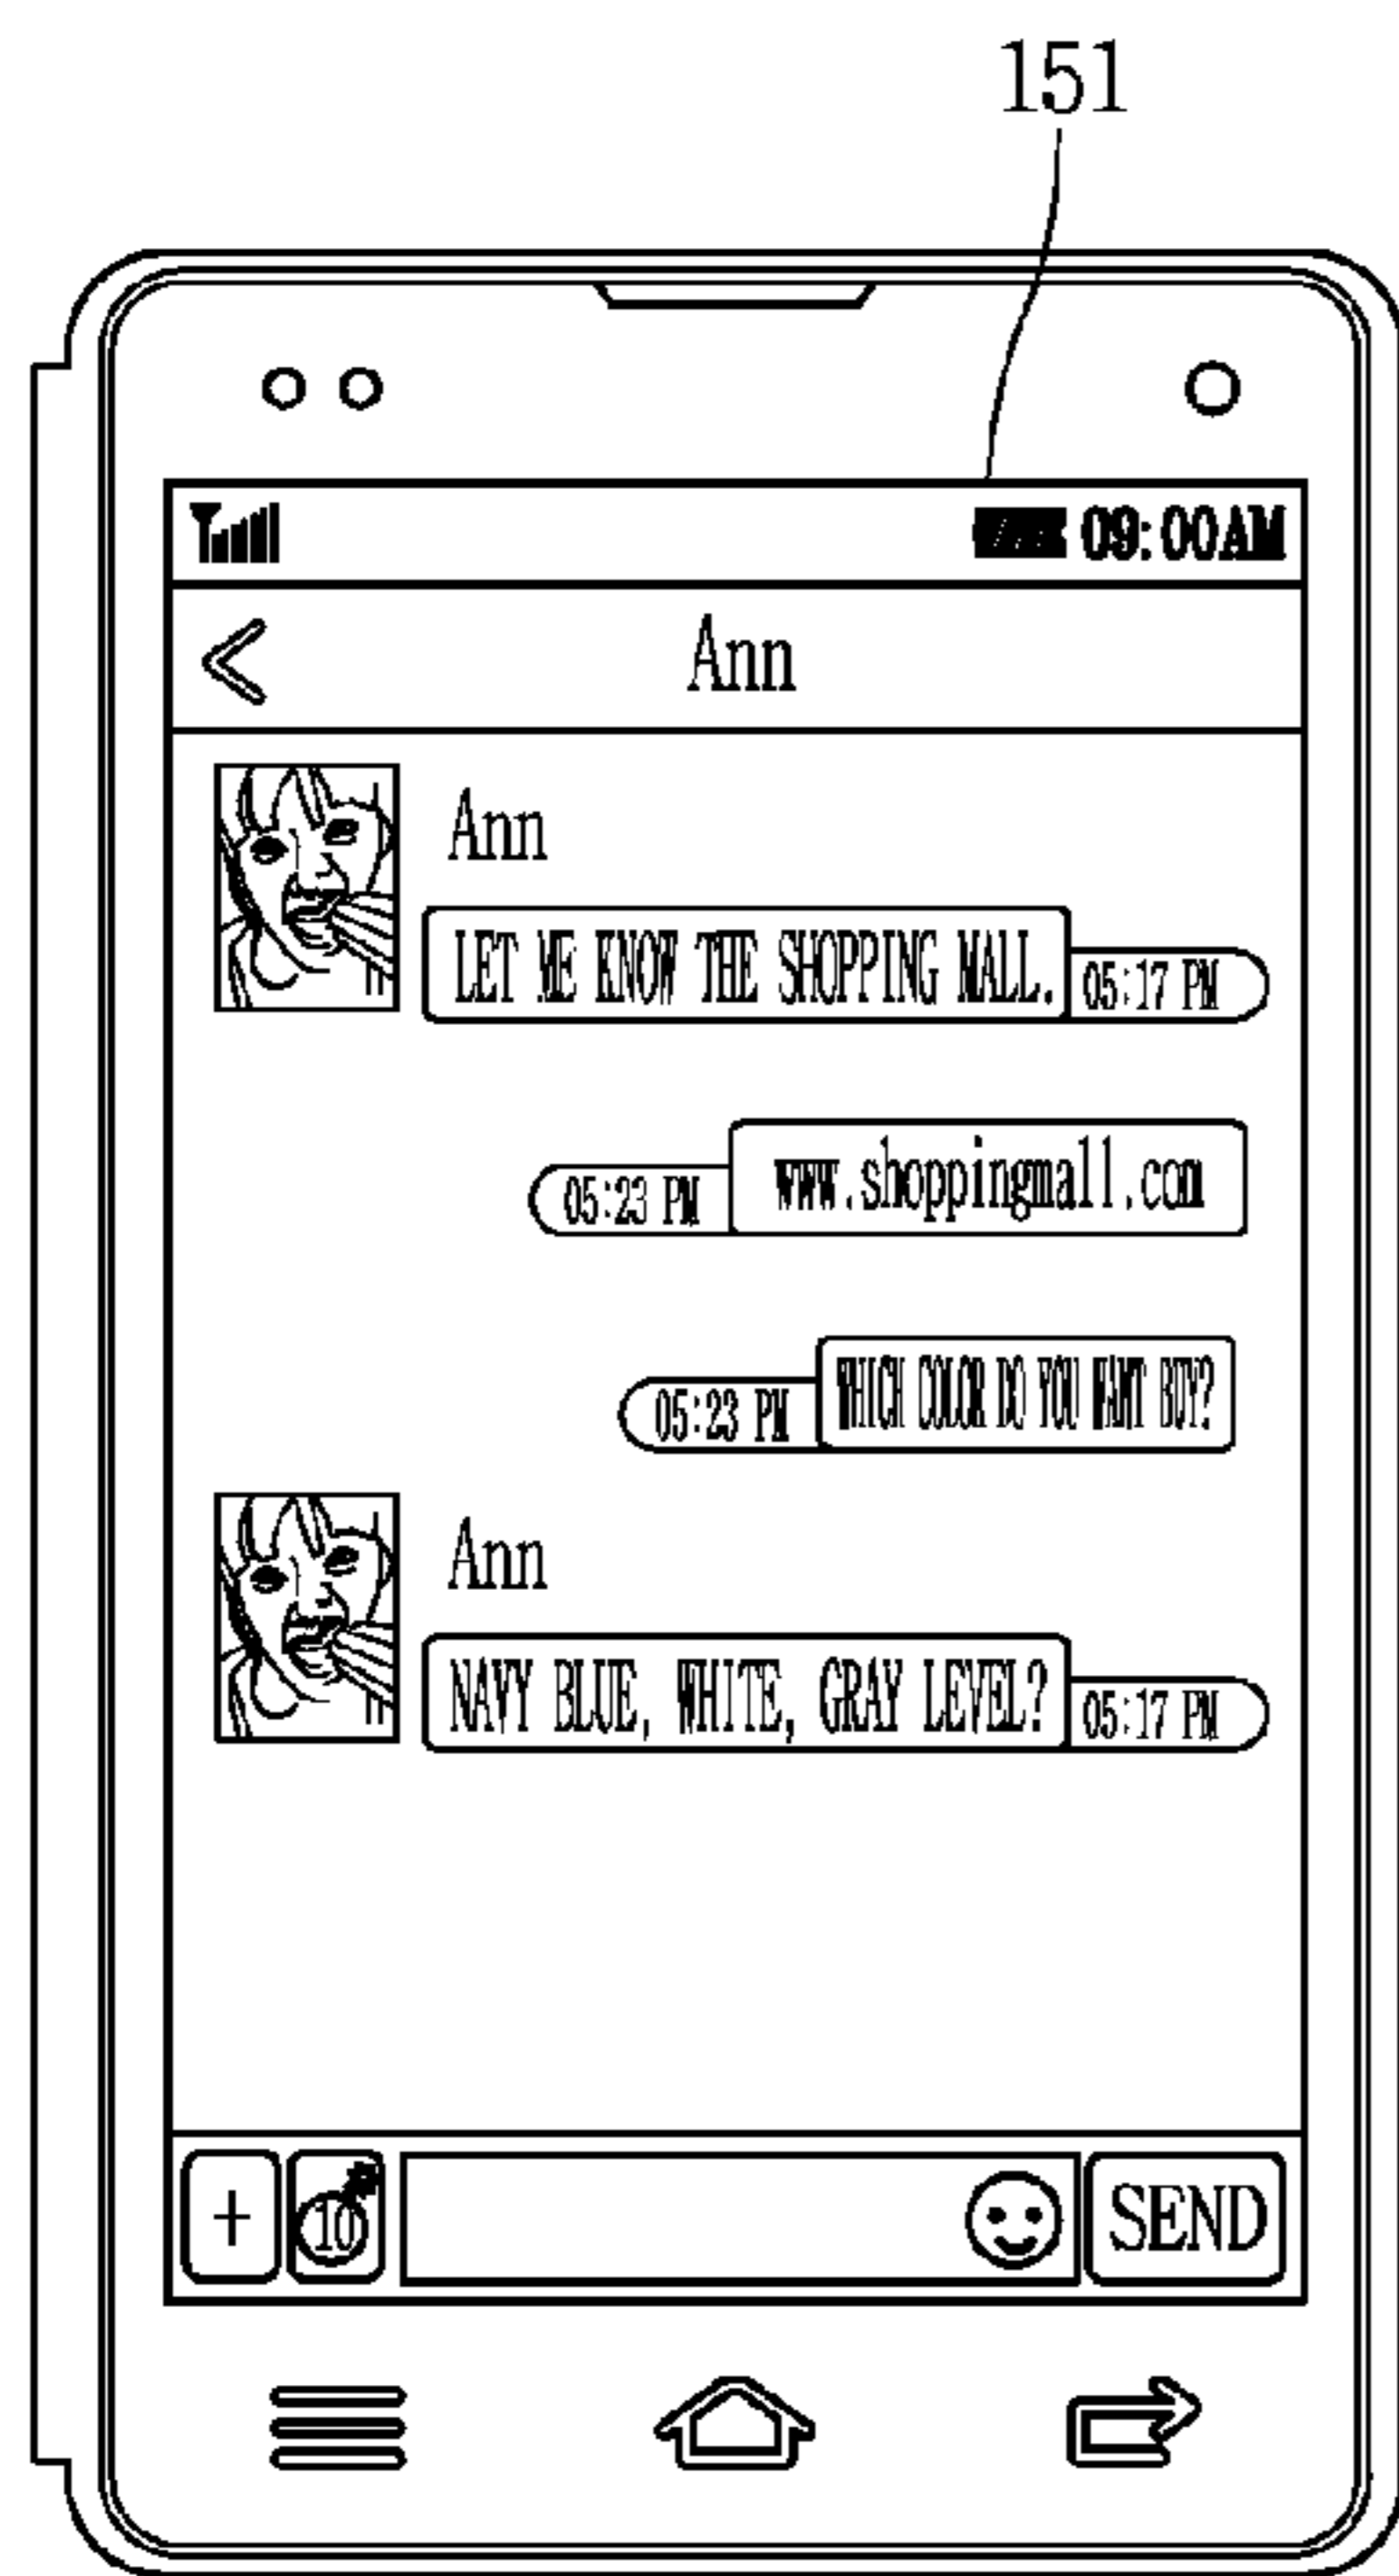 151
09:00AM
Ann
Ann
LET ME KNOW THE SHOPPING MALL. 05:17 PM
05:23 PM www.shoppingmall.com
05:23 PM WHICH COLOR DO YOU WANT BUY?
Ann
NAVY BLUE, WHITE, GRAY LEVEL? 05:17 PM
+ 10 SEND